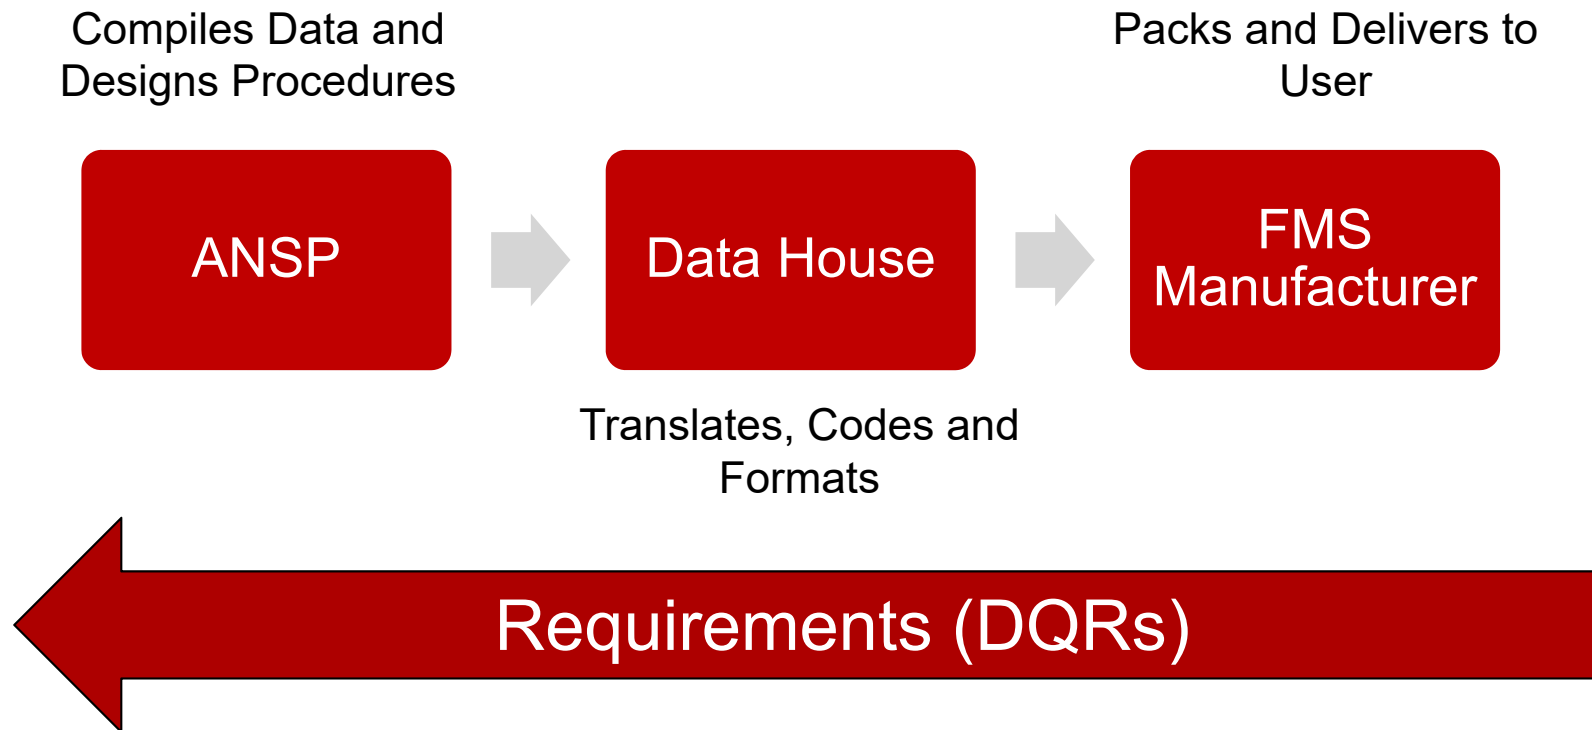 Compiles Data and
Designs Procedures
Packs and Delivers to
User
ANSP
Data House
FMS
Manufacturer
Translates, Codes and
Formats
Requirements (DQRs)